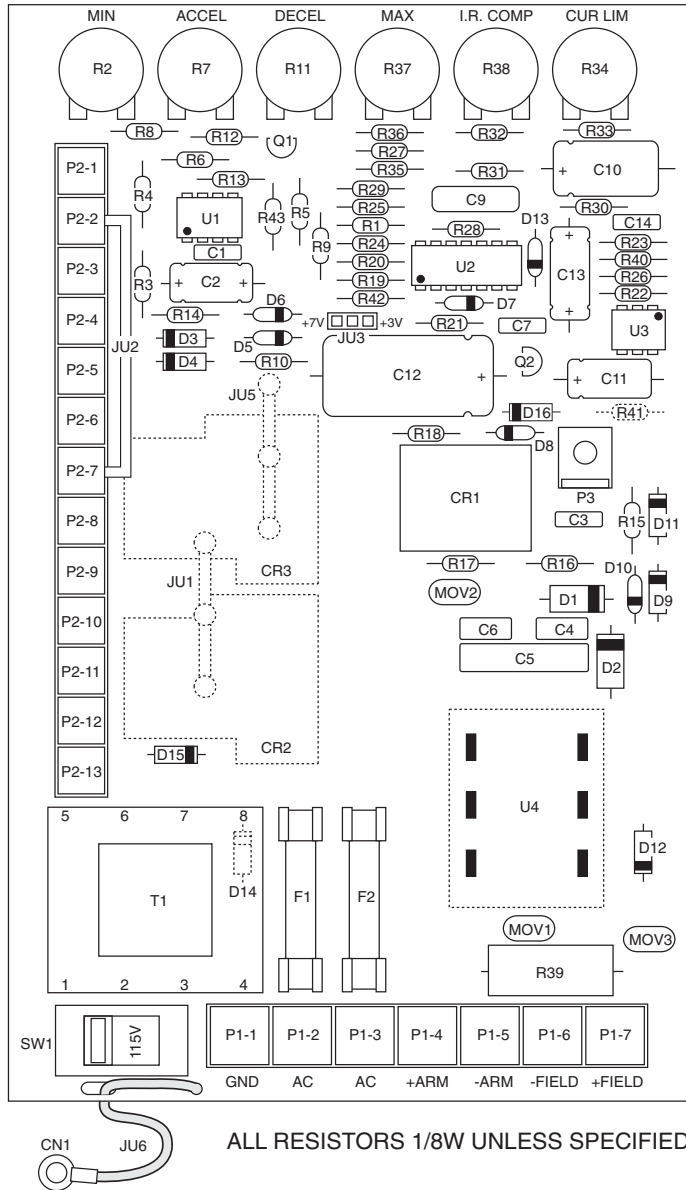 MIN ACCEL DECEL MAX I.R. COMP CUR LIM
R2 R7 R11 R37 R38 R34
R8 R12 Q1 R36 R32 R33
P2-1 R6 R27
R4 R13 R35 R31 C10
P2-2 U1 R43 R5 R29 C9 R30
R9 R25 D13 C14
R1 R28 R23
P2-3 C1 R24 R40
R3 C2 R20 U2 C13 R26
R19 R22
P2-4 R14 D6 R42 D7
JU2 D3 D5 +7V +3V R21 C7 U3
JU3
P2-5 D4 R10 Q2
JU5 C12 C11
P2-6 D16 R41
R18 D8
P2-7 CR1 P3
P2-8 C3 R15 D11
P2-9 JU1 CR3 R17 R16 D10
MOV2 D1 D9
P2-10 C6 C4
P2-11 C5 D2
P2-12 D15 CR2
P2-13
5 6 7 8 U4
D14 D12
T1 F1 F2
MOV1 MOV3
R39
1 2 3 4
SW1 115V P1-1 P1-2 P1-3 P1-4 P1-5 P1-6 P1-7
GND AC AC +ARM -ARM -FIELD +FIELD
CN1 JU6 ALL RESISTORS 1/8W UNLESS SPECIFIED